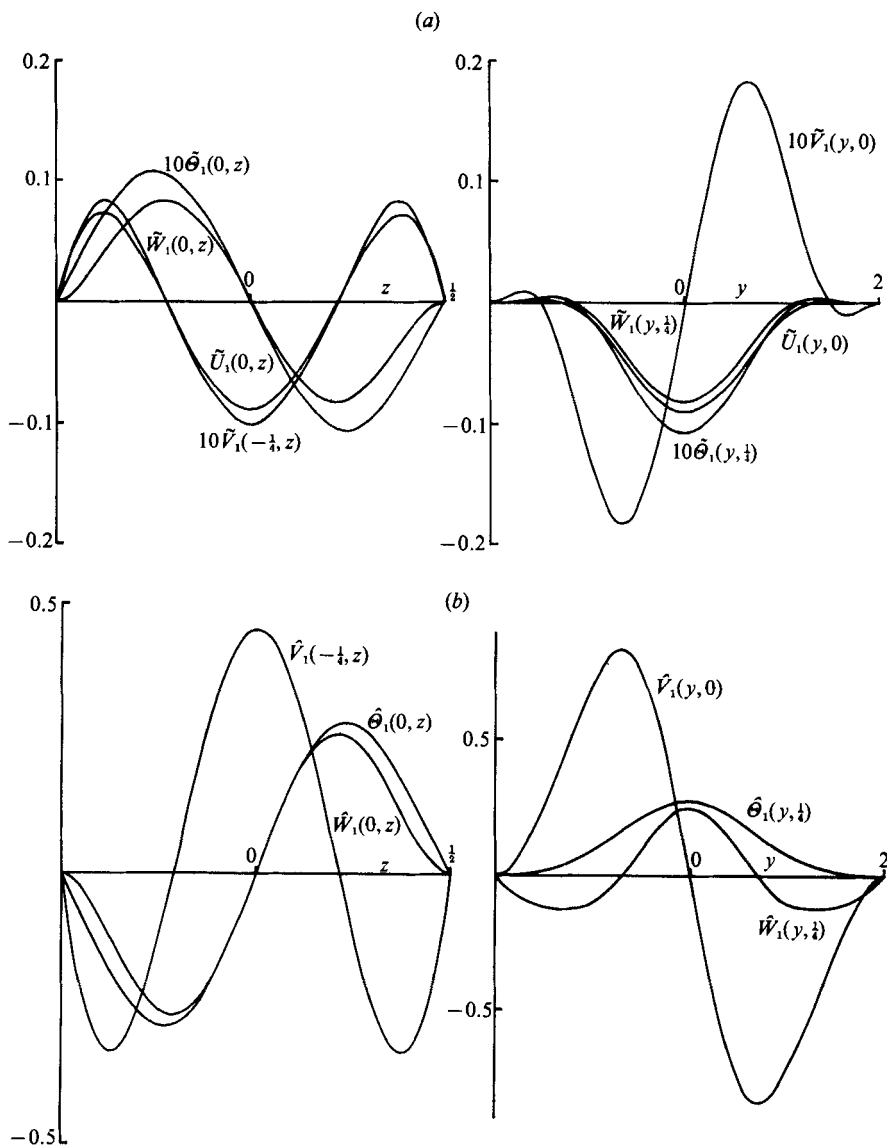 (a)
0.2
0.1
−0.1
−0.2
10Θ̃₁(0, z)
W̃₁(0, z)
0
z
½
Ũ₁(0, z)
10Ṽ₁(−¼, z)
0.2
0.1
−0.1
−0.2
10Ṽ₁(y, 0)
0
y
2
W̃₁(y, ¼)
Ũ₁(y, 0)
10Θ̃₁(y, ¼)
(b)
0.5
−0.5
V̂₁(−¼, z)
Θ̂₁(0, z)
Ŵ₁(0, z)
0
z
½
0.5
−0.5
V̂₁(y, 0)
Θ̂₁(y, ¼)
0
y
2
Ŵ₁(y, ¼)